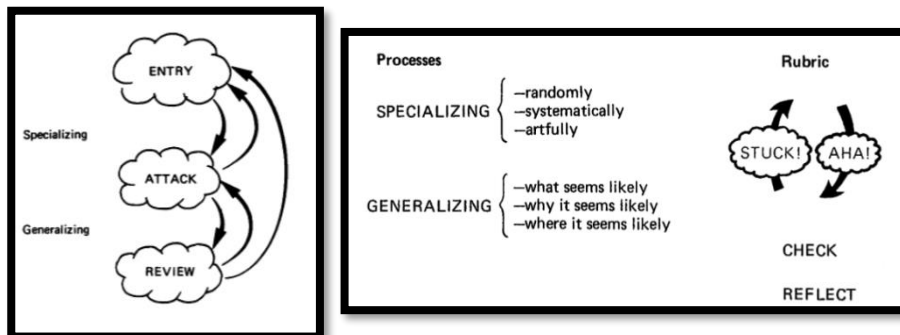 ENTRY
Specializing
ATTACK
Generalizing
REVIEW
Processes
Rubric
SPECIALIZING
—randomly
—systematically
—artfully
STUCK!
AHA!
GENERALIZING
—what seems likely
—why it seems likely
—where it seems likely
CHECK
REFLECT